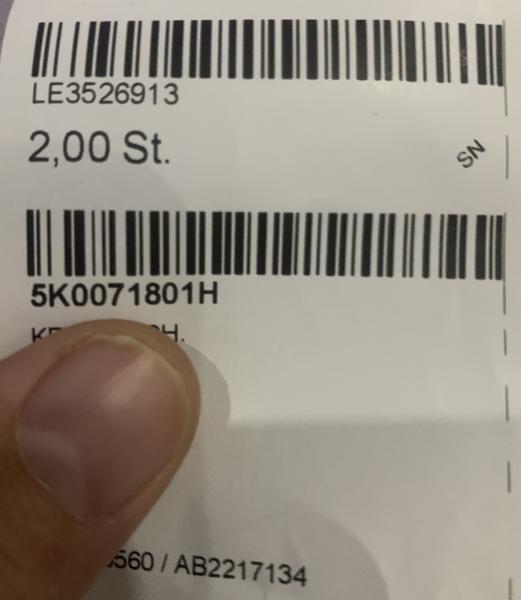 LE3526913
2,00 St.
SN
5K0071801H
560 / AB2217134